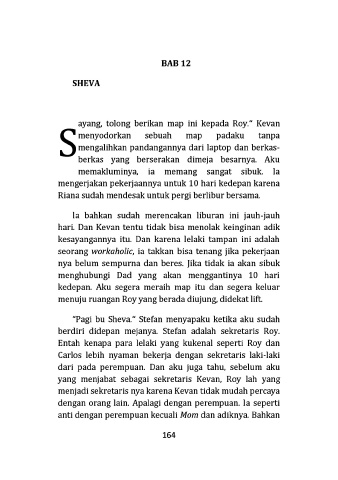 BAB 12
SHEVA
Sayang, tolong berikan map ini kepada Roy." Kevan
menyodorkan sebuah map padaku tanpa
mengalihkan pandangannya dari laptop dan berkas-
berkas yang berserakan dimeja besarnya. Aku
memakluminya, ia memang sangat sibuk. Ia
mengerjakan pekerjaannya untuk 10 hari kedepan karena
Riana sudah mendesak untuk pergi berlibur bersama.
Ia bahkan sudah merencakan liburan ini jauh-jauh
hari. Dan Kevan tentu tidak bisa menolak keinginan adik
kesayangannya itu. Dan karena lelaki tampan ini adalah
seorang workaholic, ia takkan bisa tenang jika pekerjaan
nya belum sempurna dan beres. Jika tidak ia akan sibuk
menghubungi Dad yang akan menggantinya 10 hari
kedepan. Aku segera meraih map itu dan segera keluar
menuju ruangan Roy yang berada diujung, didekat lift.
"Pagi bu Sheva." Stefan menyapaku ketika aku sudah
berdiri didepan mejanya. Stefan adalah sekretaris Roy.
Entah kenapa para lelaki yang kukenal seperti Roy dan
Carlos lebih nyaman bekerja dengan sekretaris laki-laki
dari pada perempuan. Dan aku juga tahu, sebelum aku
yang menjabat sebagai sekretaris Kevan, Roy lah yang
menjadi sekretaris nya karena Kevan tidak mudah percaya
dengan orang lain. Apalagi dengan perempuan. Ia seperti
anti dengan perempuan kecuali Mom dan adiknya. Bahkan
164